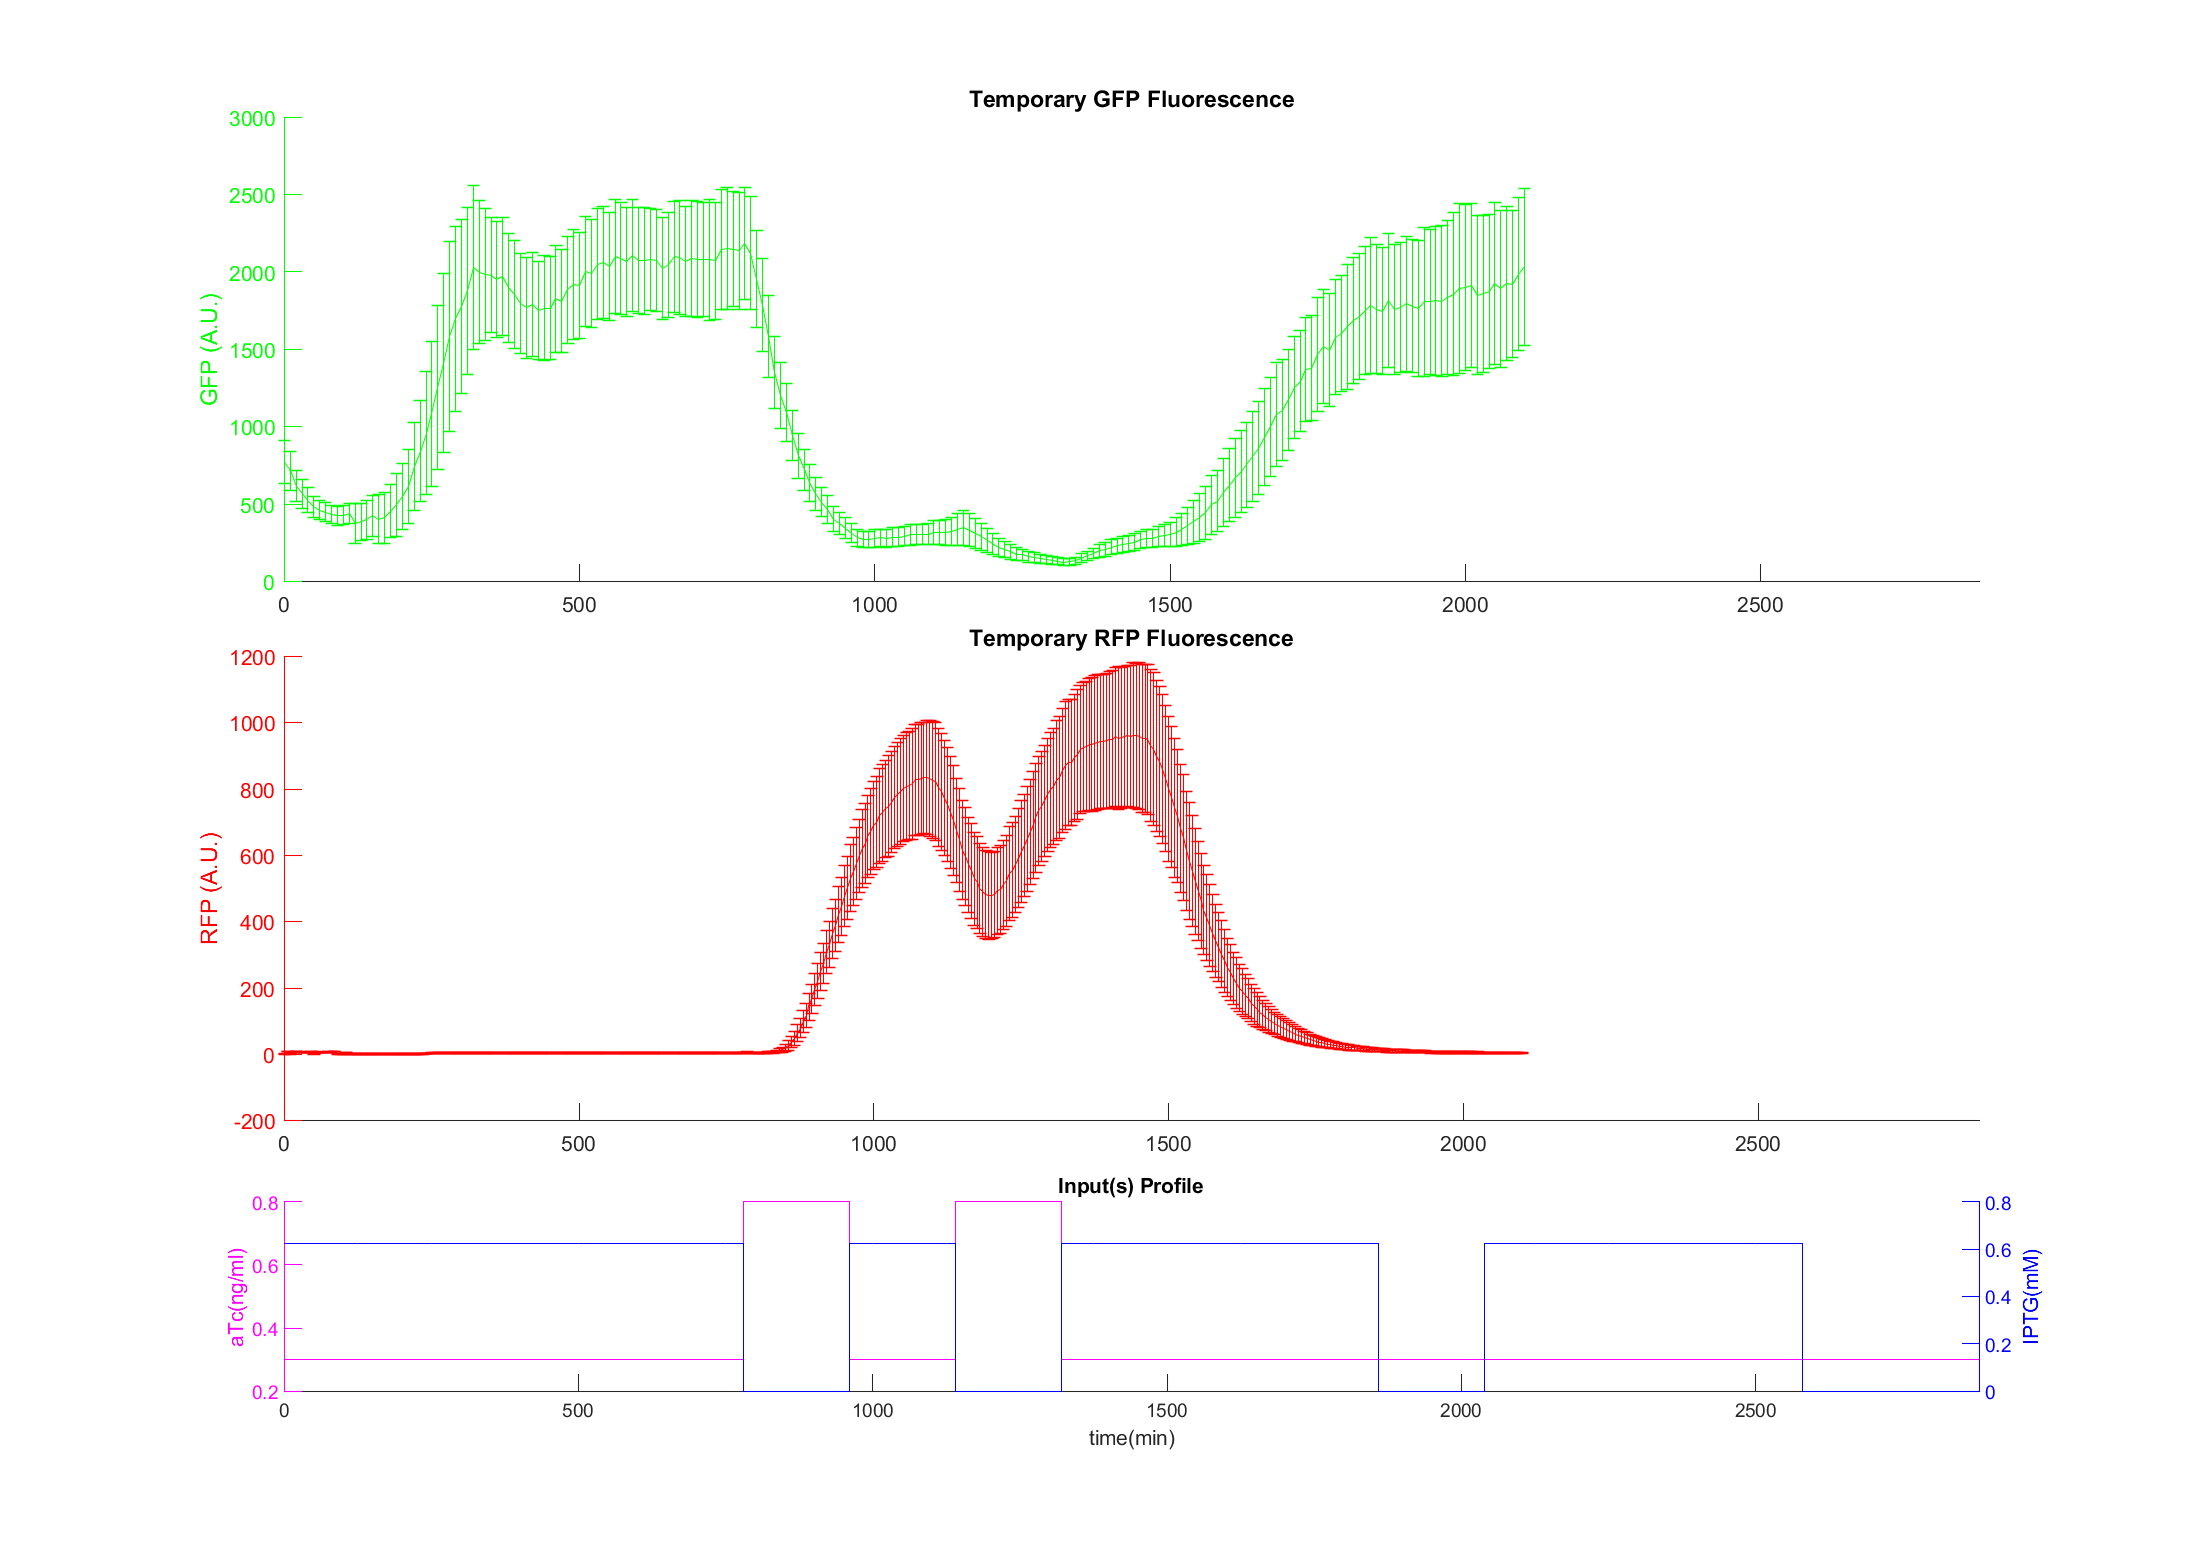 Temporary GFP Fluorescence
3000
2500
2000
1500
1000
500
0
GFP (A.U.)
0 500 1000 1500 2000 2500
Temporary RFP Fluorescence
1200
1000
800
600
400
200
0
-200
RFP (A.U.)
0 500 1000 1500 2000 2500
Input(s) Profile
0.8
0.6
0.4
0.2
aTc(ng/ml)
0.8
0.6
0.4
0.2
0
IPTG(mM)
0 500 1000 1500 2000 2500
time(min)